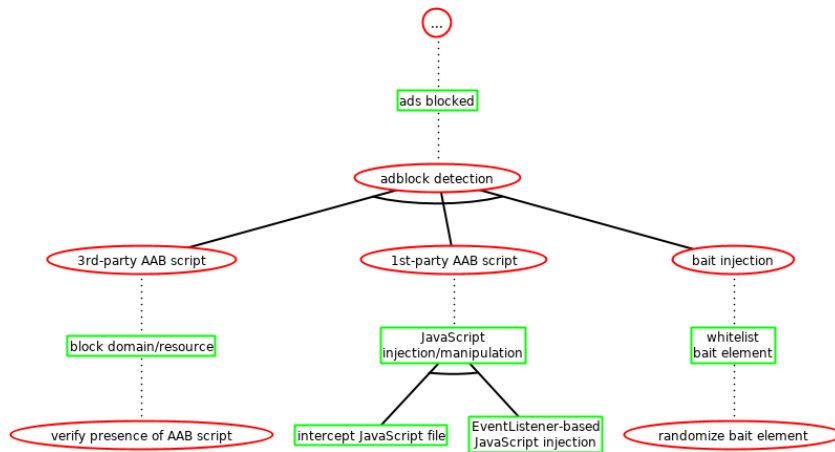 ...
ads blocked
adblock detection
3rd-party AAB script
1st-party AAB script
bait injection
block domain/resource
JavaScript
injection/manipulation
whitelist
bait element
verify presence of AAB script
intercept JavaScript file
EventListener-based
JavaScript injection
randomize bait element